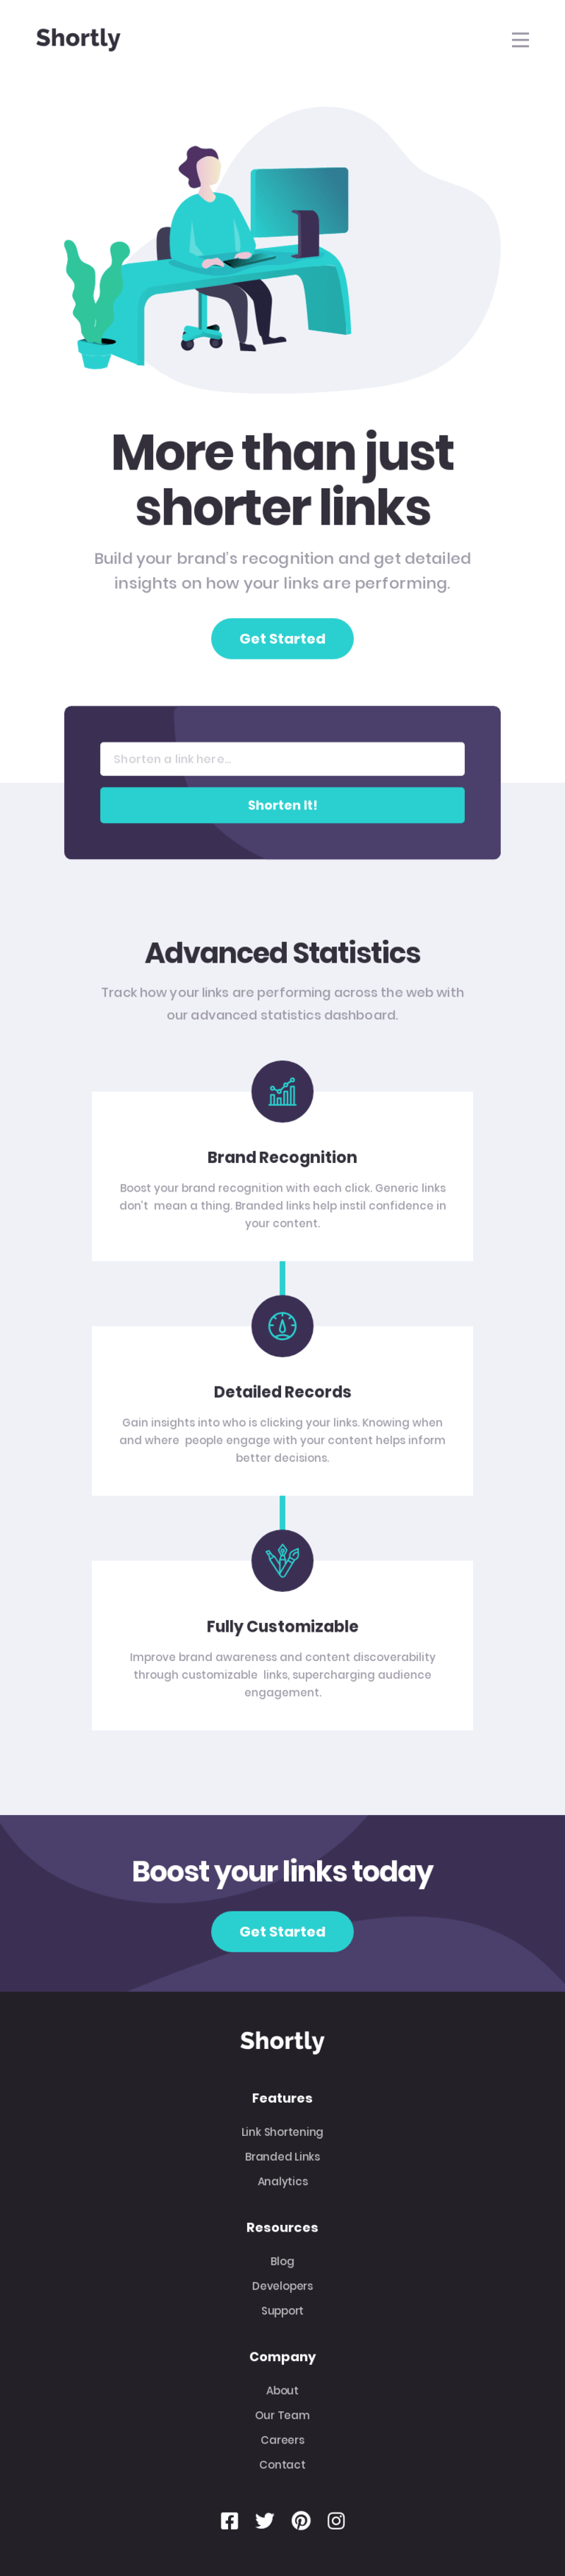 Shortly
More than just
shorter links
Build your brand's recognition and get detailed
insights on how your links are performing.
Get Started
Shorten a link here...
Shorten It!
Advanced Statistics
Track how your links are performing across the web with
our advanced statistics dashboard.
Brand Recognition
Boost your brand recognition with each click. Generic links
don't mean a thing. Branded links help instil confidence in
your content.
Detailed Records
Gain insights into who is clicking your links. Knowing when
and where people engage with your content helps inform
better decisions.
Fully Customizable
Improve brand awareness and content discoverability
through customizable links, supercharging audience
engagement.
Boost your links today
Get Started
Shortly
Features
Link Shortening
Branded Links
Analytics
Resources
Blog
Developers
Support
Company
About
Our Team
Careers
Contact